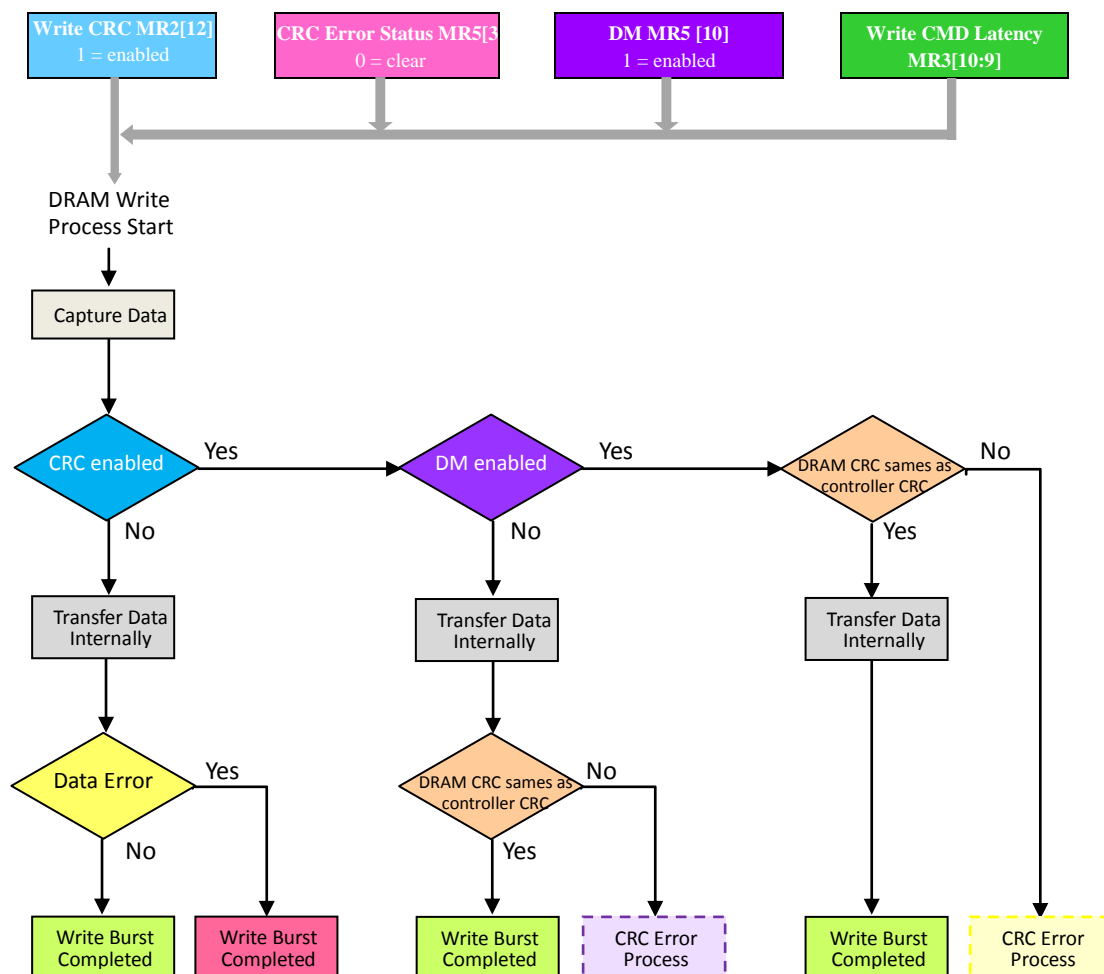 Write CRC MR2[12]
1 = enabled
CRC Error Status MR5[3
0 = clear
DM MR5 [10]
1 = enabled
Write CMD Latency
MR3[10:9]
DRAM Write
Process Start
Capture Data
CRC enabled
Yes
DM enabled
Yes
DRAM CRC sames as
controller CRC
No
No
No
Yes
Transfer Data
Internally
Transfer Data
Internally
Transfer Data
Internally
Data Error
Yes
DRAM CRC sames as
controller CRC
No
No
Yes
Write Burst
Completed
Write Burst
Completed
Write Burst
Completed
CRC Error
Process
Write Burst
Completed
CRC Error
Process